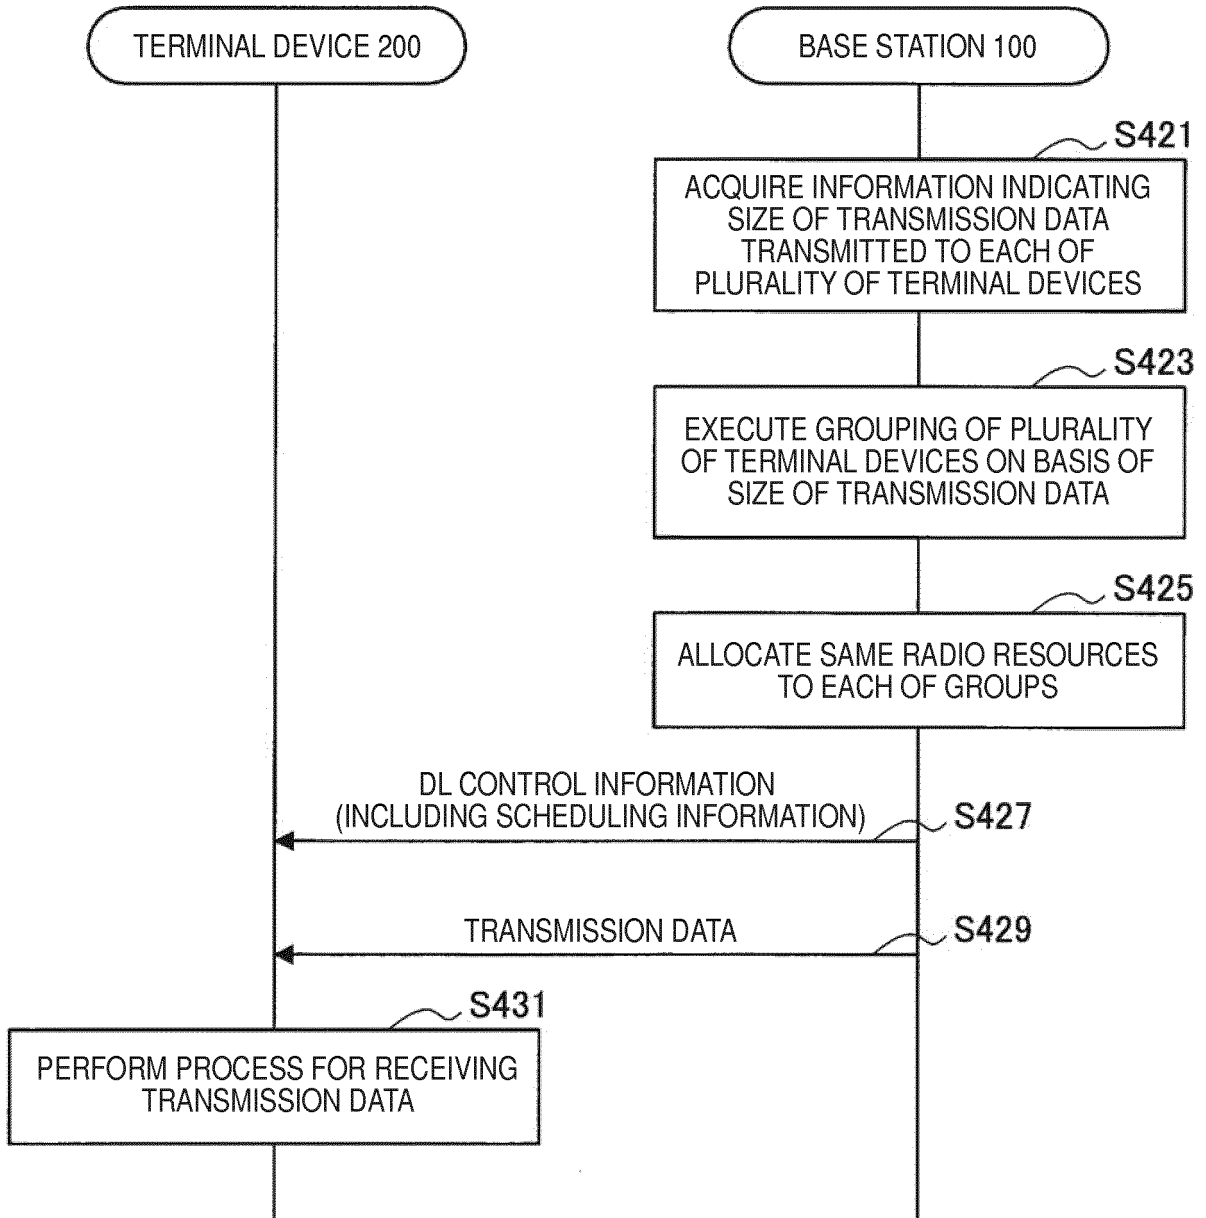 TERMINAL DEVICE 200
BASE STATION 100
S421
ACQUIRE INFORMATION INDICATING
SIZE OF TRANSMISSION DATA
TRANSMITTED TO EACH OF
PLURALITY OF TERMINAL DEVICES
S423
EXECUTE GROUPING OF PLURALITY
OF TERMINAL DEVICES ON BASIS OF
SIZE OF TRANSMISSION DATA
S425
ALLOCATE SAME RADIO RESOURCES
TO EACH OF GROUPS
DL CONTROL INFORMATION
(INCLUDING SCHEDULING INFORMATION)
S427
TRANSMISSION DATA
S429
S431
PERFORM PROCESS FOR RECEIVING
TRANSMISSION DATA